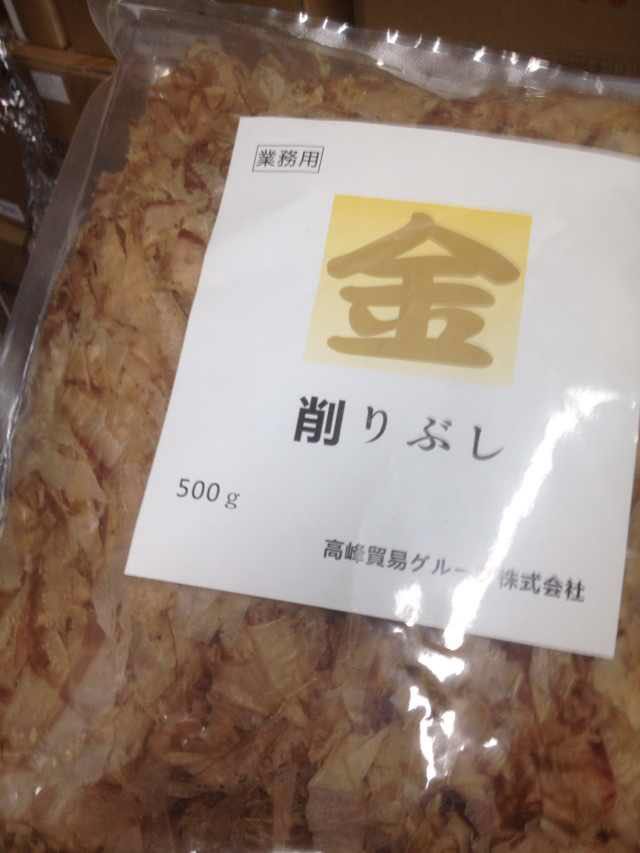 業務用
金
削りぶし
500g
高峰貿易グループ株式会社